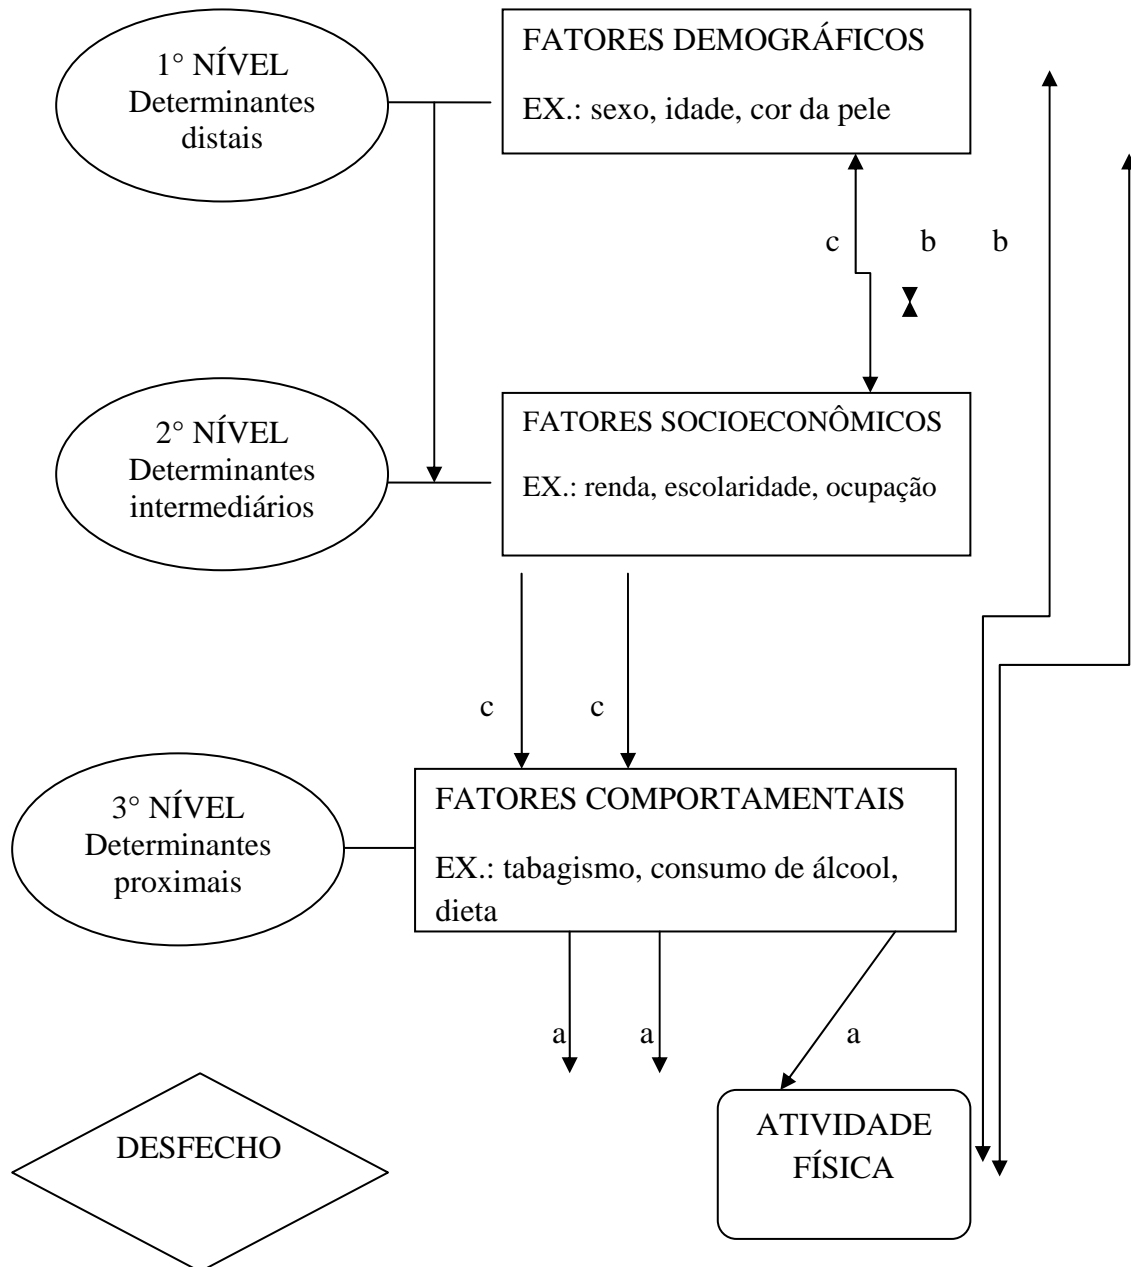 1° NÍVEL
Determinantes
distais
FATORES DEMOGRÁFICOS
EX.: sexo, idade, cor da pele
c b b
2° NÍVEL
Determinantes
intermediários
FATORES SOCIOECONÔMICOS
EX.: renda, escolaridade, ocupação
c c
3° NÍVEL
Determinantes
proximais
FATORES COMPORTAMENTAIS
EX.: tabagismo, consumo de álcool,
dieta
a a a
DESFECHO
ATIVIDADE
FÍSICA